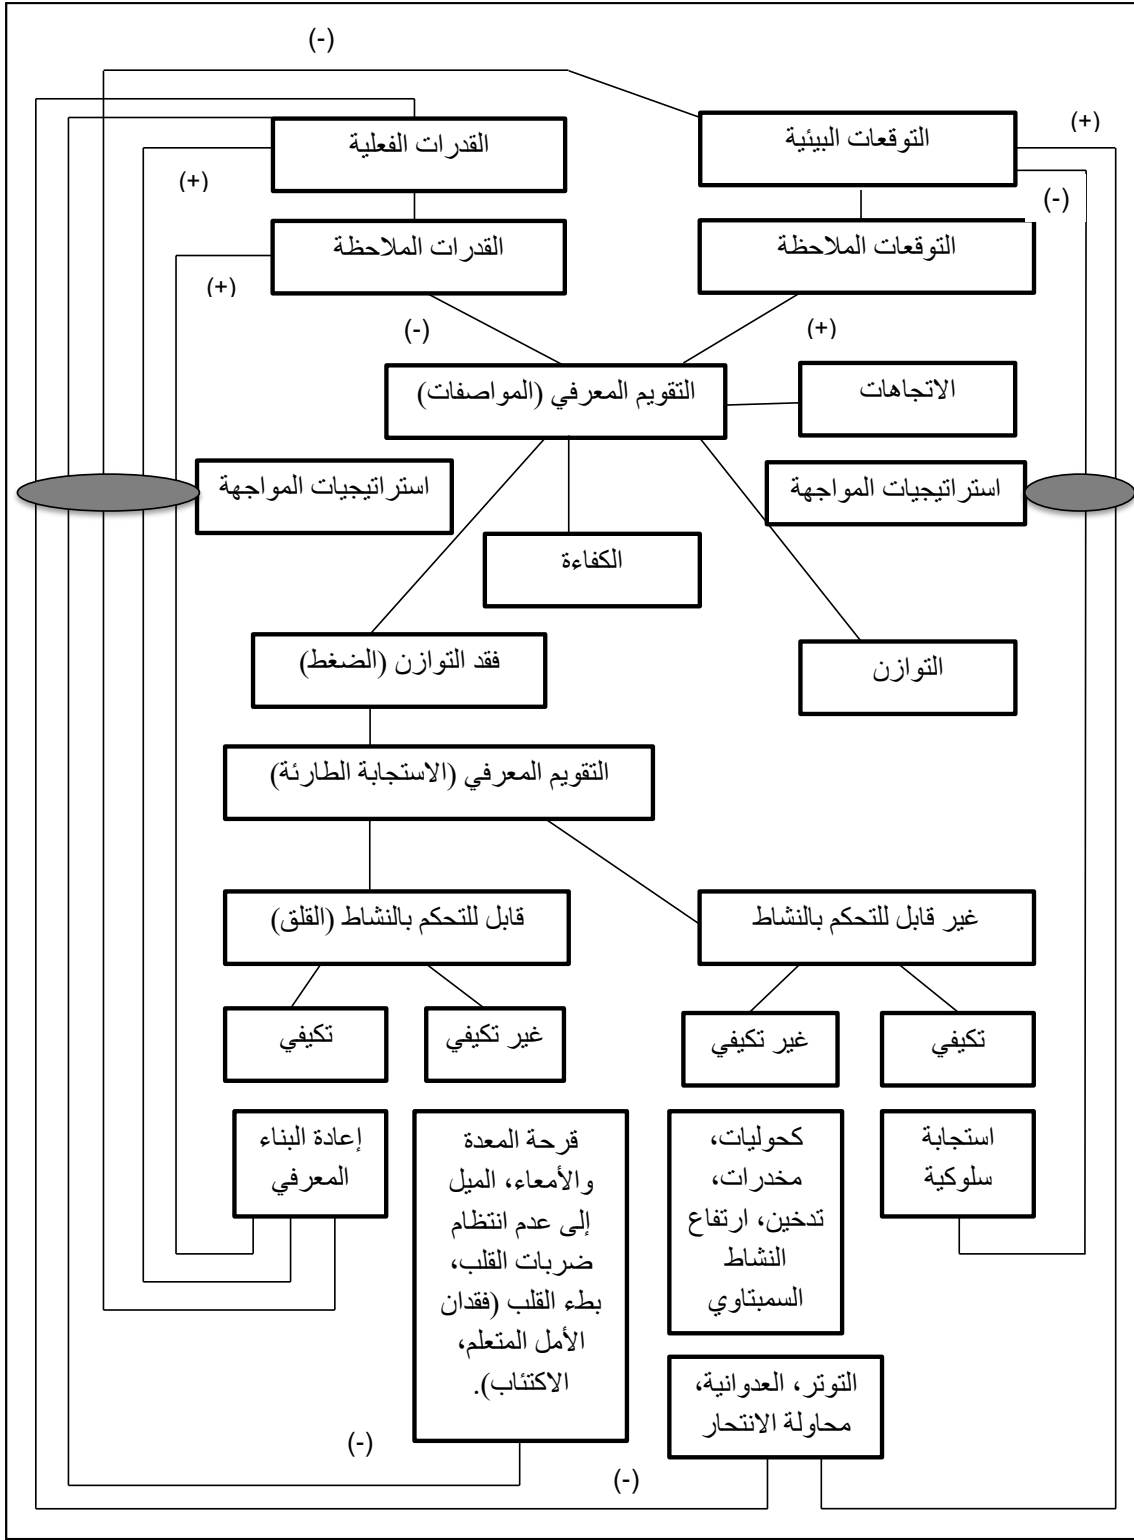 (-)
التوقعات البيئية
القدرات الفعلية
(+)
(+)
(-)
التوقعات الملاحظة
القدرات الملاحظة
(+)
(+)
(-)
التقويم المعرفي (المواصفات)
الاتجاهات
استراتيجيات المواجهة
استراتيجيات المواجهة
الكفاءة
فقد التوازن (الضغط)
التوازن
التقويم المعرفي (الاستجابة الطارئة)
غير قابل للتحكم بالنشاط
قابل للتحكم بالنشاط (القلق)
تكيفي
غير تكيفي
غير تكيفي
تكيفي
استجابة
سلوكية
كحوليات،
مخدرات،
تدخين، ارتفاع
النشاط
السمبتاوي
قرحة المعدة
والأمعاء، الميل
إلى عدم انتظام
ضربات القلب،
بطء القلب (فقدان
الأمل المتعلم،
الاكتئاب).
إعادة البناء
المعرفي
التوتر، العدوانية،
محاولة الانتحار
(-)
(-)